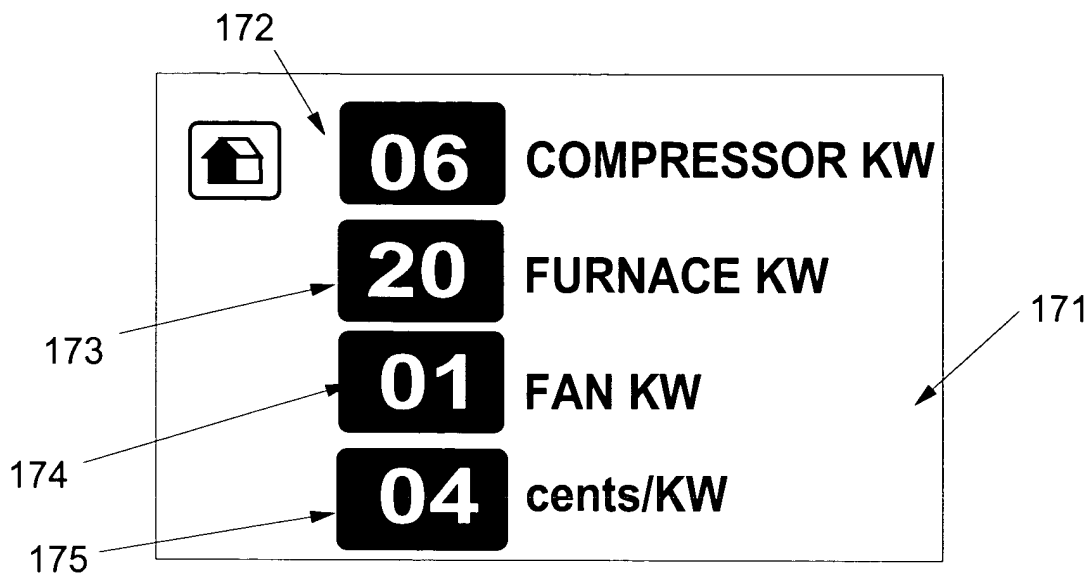 172
06 COMPRESSOR KW
20 FURNACE KW
171
173
01 FAN KW
174
04 cents/KW
175